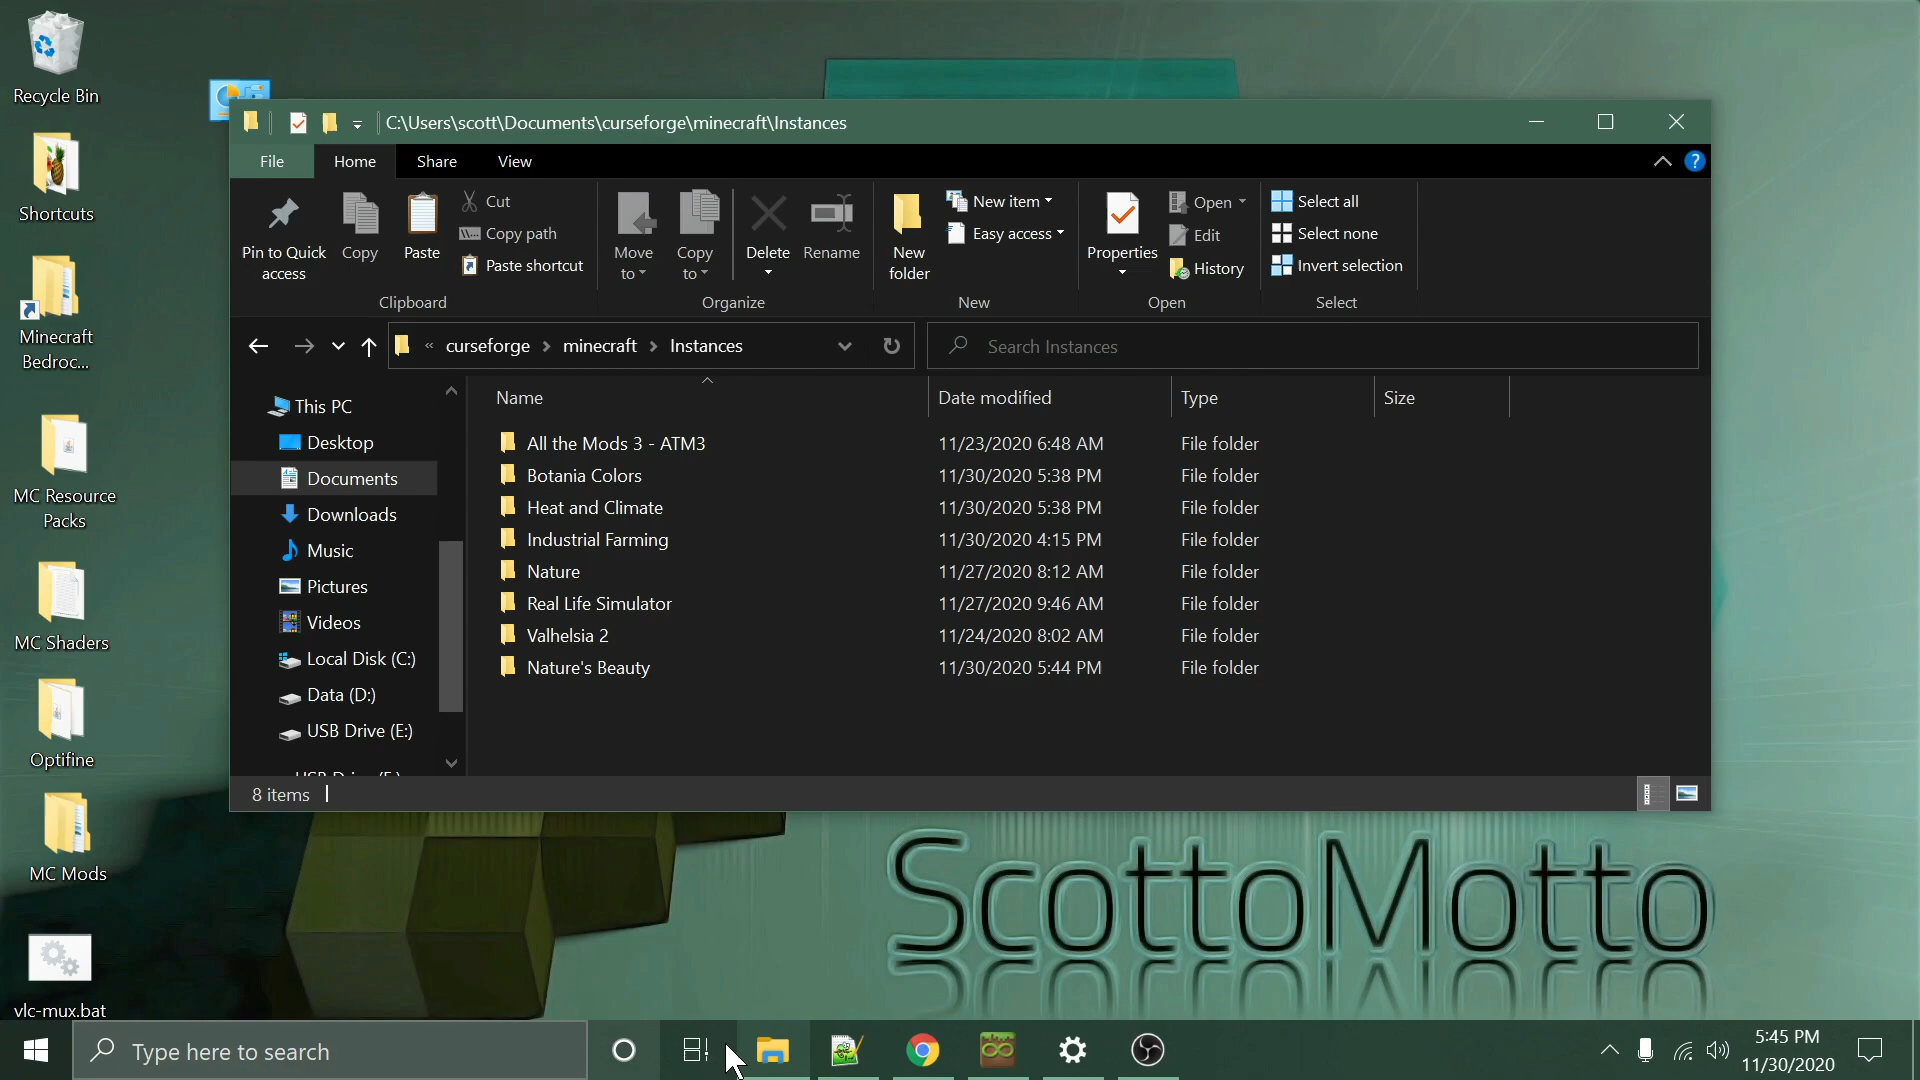 Recycle Bin
Shortcuts
Minecraft
Bedroc...
MC Resource
Packs
MC Shaders
Optifine
MC Mods
vlc-mux.bat
C:\Users\scott\Documents\curseforge\minecraft\Instances
File
Home
Share
View
?
Pin to Quick
access
Copy
Paste
Cut
Copy path
Paste shortcut
Clipboard
Move
to
Copy
to
Delete
Rename
Organize
New
folder
New item
Easy access
New
Properties
Open
Edit
History
Open
Select all
Select none
Invert selection
Select
« curseforge > minecraft > Instances
Search Instances
This PC
Desktop
Documents
Downloads
Music
Pictures
Videos
Local Disk (C:)
Data (D:)
USB Drive (E:)
Name Date modified Type Size
All the Mods 3 - ATM3 11/23/2020 6:48 AM File folder
Botania Colors 11/30/2020 5:38 PM File folder
Heat and Climate 11/30/2020 5:38 PM File folder
Industrial Farming 11/30/2020 4:15 PM File folder
Nature 11/27/2020 8:12 AM File folder
Real Life Simulator 11/27/2020 9:46 AM File folder
Valhelsia 2 11/24/2020 8:02 AM File folder
Nature's Beauty 11/30/2020 5:44 PM File folder
8 items
ScottoMotto
Type here to search
5:45 PM
11/30/2020